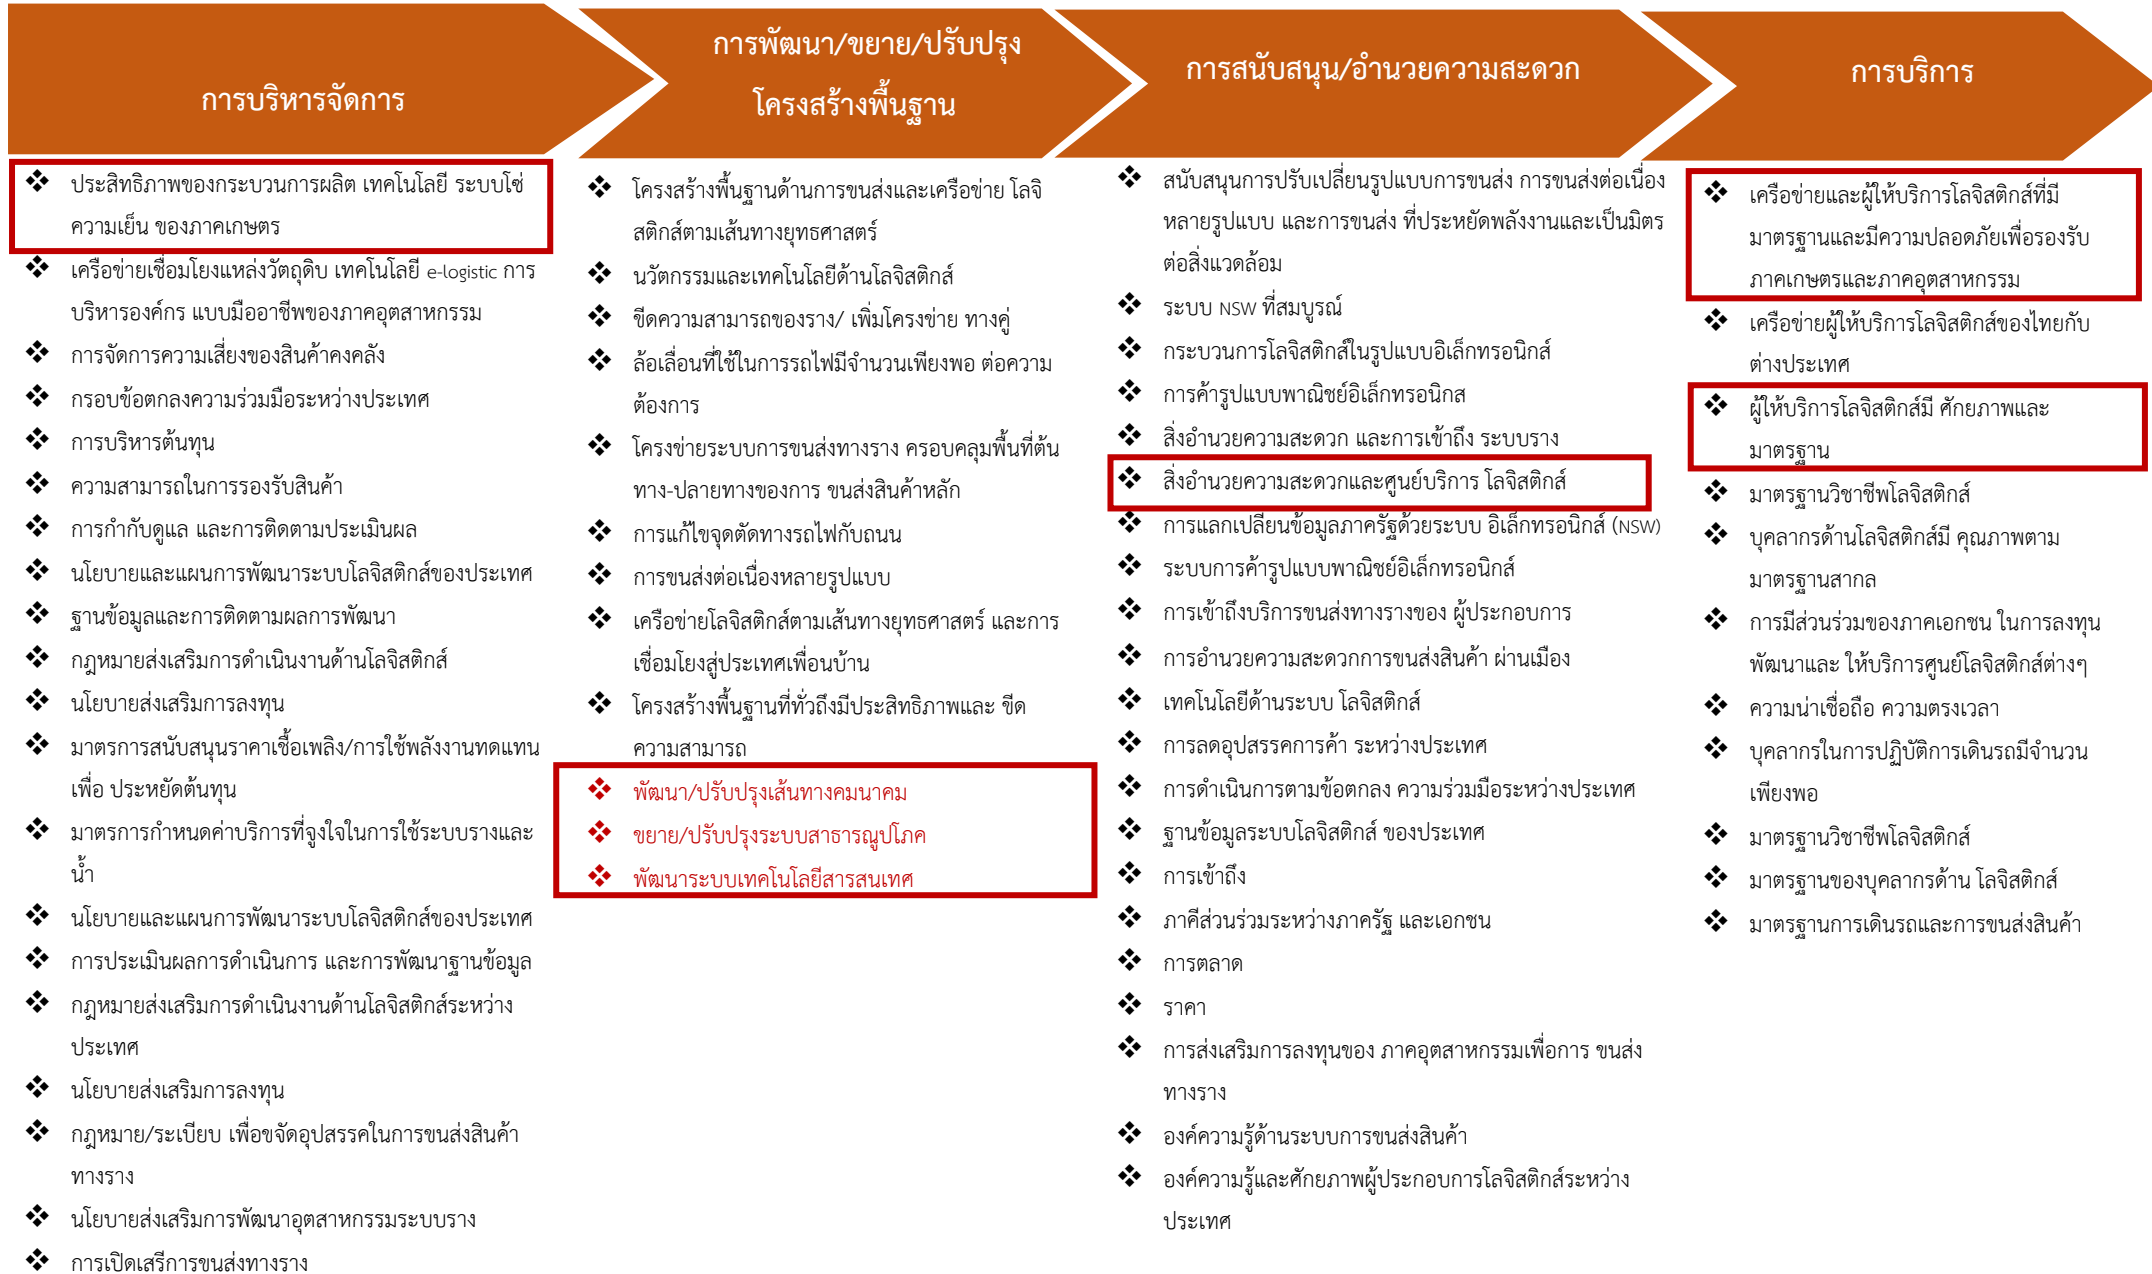 การบริหารจัดการ
ประสิทธิภาพของกระบวนการผลิต เทคโนโลยี ระบบโซ่
ความเย็น ของภาคเกษตร
เครือข่ายเชื่อมโยงแหล่งวัตถุดิบ เทคโนโลยี e-logistic การ
บริหารองค์กร แบบมืออาชีพของภาคอุตสาหกรรม
การจัดการความเสี่ยงของสินค้าคงคลัง
กรอบข้อตกลงความร่วมมือระหว่างประเทศ
การบริหารต้นทุน
ความสามารถในการรองรับสินค้า
การกำกับดูแล และการติดตามประเมินผล
นโยบายและแผนการพัฒนาระบบโลจิสติกส์ของประเทศ
ฐานข้อมูลและการติดตามผลการพัฒนา
กฎหมายส่งเสริมการดำเนินงานด้านโลจิสติกส์
นโยบายส่งเสริมการลงทุน
มาตรการสนับสนุนราคาเชื้อเพลิง/การใช้พลังงานทดแทน
เพื่อ ประหยัดต้นทุน
มาตรการกำหนดค่าบริการที่จูงใจในการใช้ระบบรางและ
น้ำ
นโยบายและแผนการพัฒนาระบบโลจิสติกส์ของประเทศ
การประเมินผลการดำเนินการ และการพัฒนาฐานข้อมูล
กฎหมายส่งเสริมการดำเนินงานด้านโลจิสติกส์ระหว่าง
ประเทศ
นโยบายส่งเสริมการลงทุน
กฎหมาย/ระเบียบ เพื่อขจัดอุปสรรคในการขนส่งสินค้า
ทางราง
นโยบายส่งเสริมการพัฒนาอุตสาหกรรมระบบราง
การเปิดเสรีการขนส่งทางราง
การพัฒนา/ขยาย/ปรับปรุง
โครงสร้างพื้นฐาน
โครงสร้างพื้นฐานด้านการขนส่งและเครือข่าย โลจิ
สติกส์ตามเส้นทางยุทธศาสตร์
นวัตกรรมและเทคโนโลยีด้านโลจิสติกส์
ขีดความสามารถของราง/ เพิ่มโครงข่าย ทางคู่
ล้อเลื่อนที่ใช้ในการรถไฟมีจำนวนเพียงพอ ต่อความ
ต้องการ
โครงข่ายระบบการขนส่งทางราง ครอบคลุมพื้นที่ต้น
ทาง-ปลายทางของการ ขนส่งสินค้าหลัก
การแก้ไขจุดตัดทางรถไฟกับถนน
การขนส่งต่อเนื่องหลายรูปแบบ
เครือข่ายโลจิสติกส์ตามเส้นทางยุทธศาสตร์ และการ
เชื่อมโยงสู่ประเทศเพื่อนบ้าน
โครงสร้างพื้นฐานที่ทั่วถึงมีประสิทธิภาพและ ขีด
ความสามารถ
พัฒนา/ปรับปรุงเส้นทางคมนาคม
ขยาย/ปรับปรุงระบบสาธารณูปโภค
พัฒนาระบบเทคโนโลยีสารสนเทศ
การสนับสนุน/อำนวยความสะดวก
สนับสนุนการปรับเปลี่ยนรูปแบบการขนส่ง การขนส่งต่อเนื่อง
หลายรูปแบบ และการขนส่ง ที่ประหยัดพลังงานและเป็นมิตร
ต่อสิ่งแวดล้อม
ระบบ NSW ที่สมบูรณ์
กระบวนการโลจิสติกส์ในรูปแบบอิเล็กทรอนิกส์
การค้ารูปแบบพาณิชย์อิเล็กทรอนิกส
สิ่งอำนวยความสะดวก และการเข้าถึง ระบบราง
สิ่งอำนวยความสะดวกและศูนย์บริการ โลจิสติกส์
การแลกเปลี่ยนข้อมูลภาครัฐด้วยระบบ อิเล็กทรอนิกส์ (NSW)
ระบบการค้ารูปแบบพาณิชย์อิเล็กทรอนิกส์
การเข้าถึงบริการขนส่งทางรางของ ผู้ประกอบการ
การอำนวยความสะดวกการขนส่งสินค้า ผ่านเมือง
เทคโนโลยีด้านระบบ โลจิสติกส์
การลดอุปสรรคการค้า ระหว่างประเทศ
การดำเนินการตามข้อตกลง ความร่วมมือระหว่างประเทศ
ฐานข้อมูลระบบโลจิสติกส์ ของประเทศ
การเข้าถึง
ภาคีส่วนร่วมระหว่างภาครัฐ และเอกชน
การตลาด
ราคา
การส่งเสริมการลงทุนของ ภาคอุตสาหกรรมเพื่อการ ขนส่ง
ทางราง
องค์ความรู้ด้านระบบการขนส่งสินค้า
องค์ความรู้และศักยภาพผู้ประกอบการโลจิสติกส์ระหว่าง
ประเทศ
การบริการ
เครือข่ายและผู้ให้บริการโลจิสติกส์ที่มี
มาตรฐานและมีความปลอดภัยเพื่อรองรับ
ภาคเกษตรและภาคอุตสาหกรรม
เครือข่ายผู้ให้บริการโลจิสติกส์ของไทยกับ
ต่างประเทศ
ผู้ให้บริการโลจิสติกส์มี ศักยภาพและ
มาตรฐาน
มาตรฐานวิชาชีพโลจิสติกส์
บุคลากรด้านโลจิสติกส์มี คุณภาพตาม
มาตรฐานสากล
การมีส่วนร่วมของภาคเอกชน ในการลงทุน
พัฒนาและ ให้บริการศูนย์โลจิสติกส์ต่างๆ
ความน่าเชื่อถือ ความตรงเวลา
บุคลากรในการปฏิบัติการเดินรถมีจำนวน
เพียงพอ
มาตรฐานวิชาชีพโลจิสติกส์
มาตรฐานของบุคลากรด้าน โลจิสติกส์
มาตรฐานการเดินรถและการขนส่งสินค้า